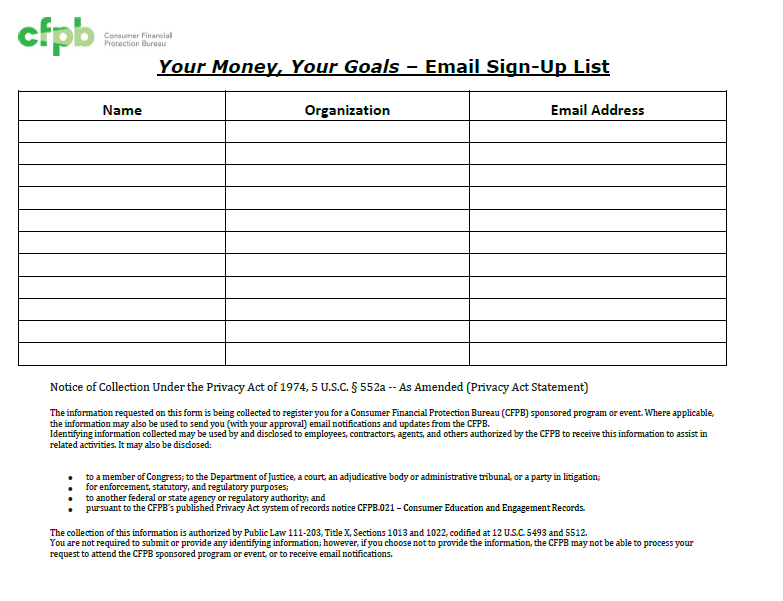 cfpb Consumer Financial
Protection Bureau
Your Money, Your Goals – Email Sign-Up List
Name Organization Email Address
Notice of Collection Under the Privacy Act of 1974, 5 U.S.C. § 552a -- As Amended (Privacy Act Statement)
The information requested on this form is being collected to register you for a Consumer Financial Protection Bureau (CFPB) sponsored program or event. Where applicable,
the information may also be used to send you (with your approval) email notifications and updates from the CFPB.
Identifying information collected may be used by and disclosed to employees, contractors, agents, and others authorized by the CFPB to receive this information to assist in
related activities. It may also be disclosed:
• to a member of Congress; to the Department of Justice, a court, an adjudicative body or administrative tribunal, or a party in litigation;
• for enforcement, statutory, and regulatory purposes;
• to another federal or state agency or regulatory authority; and
• pursuant to the CFPB's published Privacy Act system of records notice CFPB.021 – Consumer Education and Engagement Records.
The collection of this information is authorized by Public Law 111-203, Title X, Sections 1013 and 1022, codified at 12 U.S.C. 5493 and 5512.
You are not required to submit or provide any identifying information; however, if you choose not to provide the information, the CFPB may not be able to process your
request to attend the CFPB sponsored program or event, or to receive email notifications.